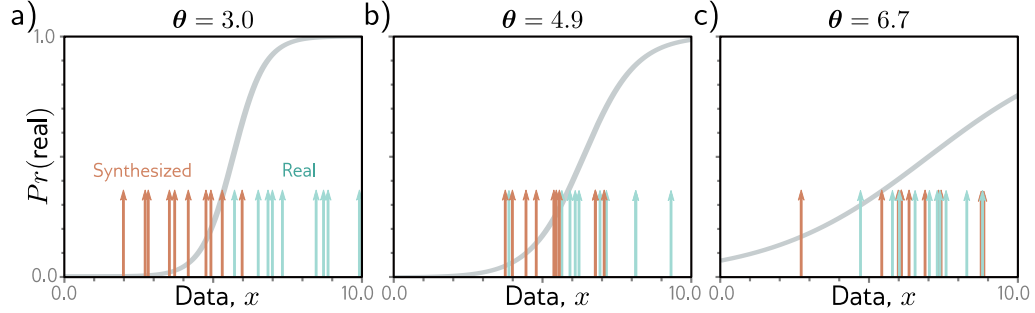 a) θ = 3.0
b) θ = 4.9
c) θ = 6.7
1.0
Pr(real)
Synthesized
Real
0.0
0.0 Data, x 10.0
0.0 Data, x 10.0
0.0 Data, x 10.0